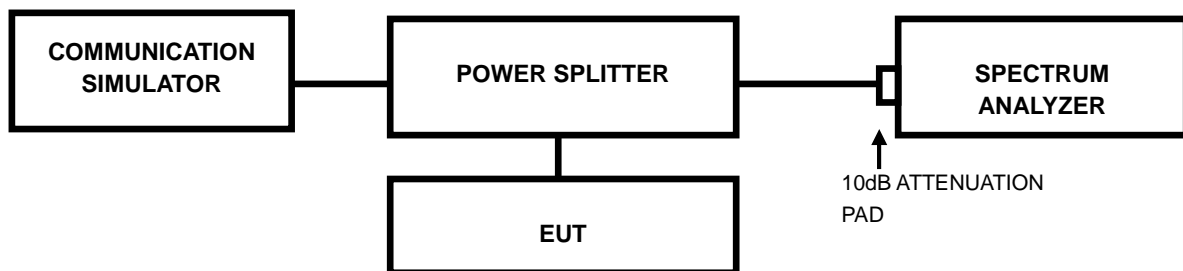 COMMUNICATION
SIMULATOR
POWER SPLITTER
SPECTRUM
ANALYZER
10dB ATTENUATION
PAD
EUT